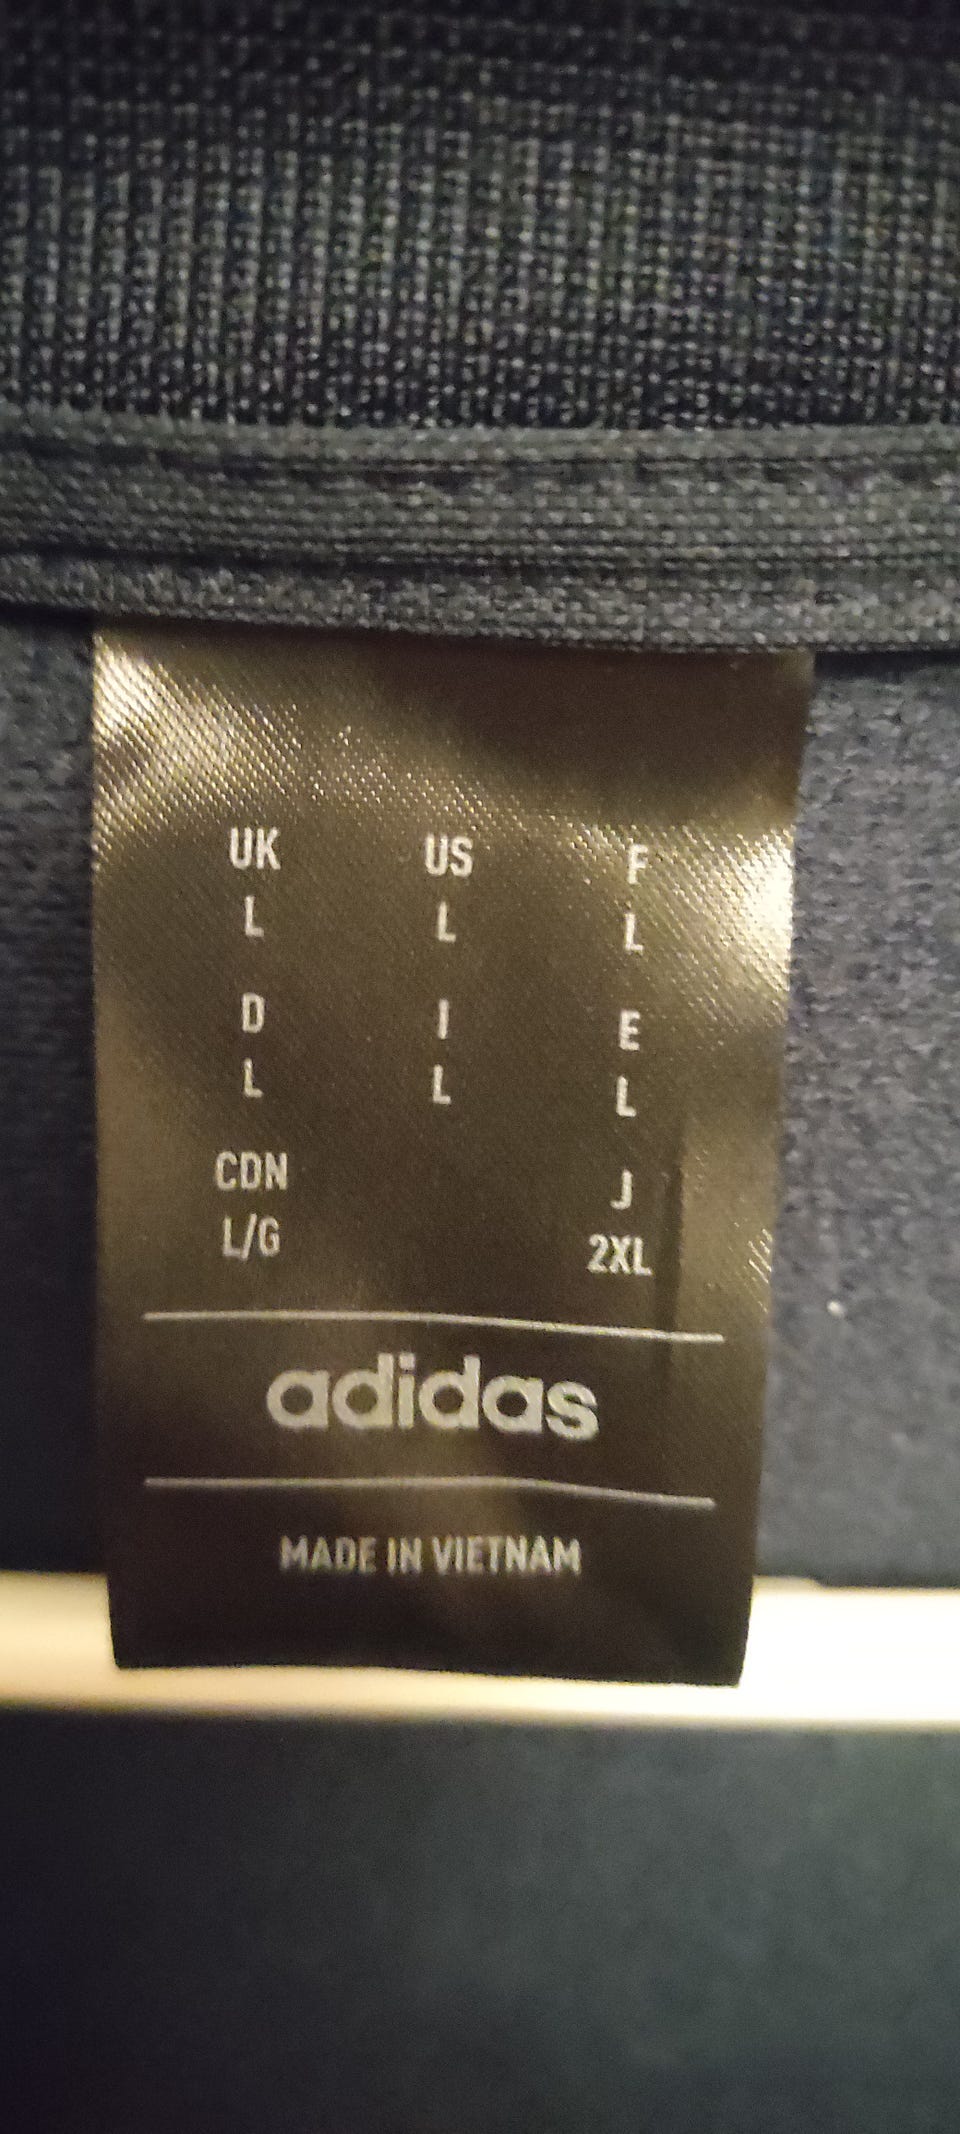 UK US F
L L L
D I E
L L L
CDN J
L/G 2XL
adidas
MADE IN VIETNAM